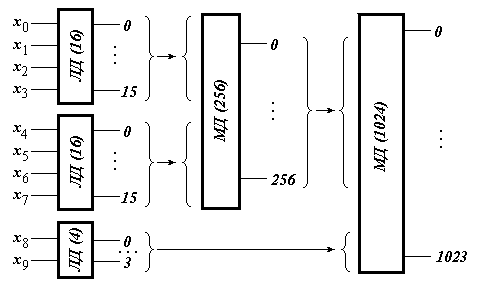 x0
x1
x2
x3
ЛД (16)
0
15
x4
x5
x6
x7
ЛД (16)
0
15
x8
x9
ЛД (4)
0
3
МД (256)
0
256
МД (1024)
0
1023